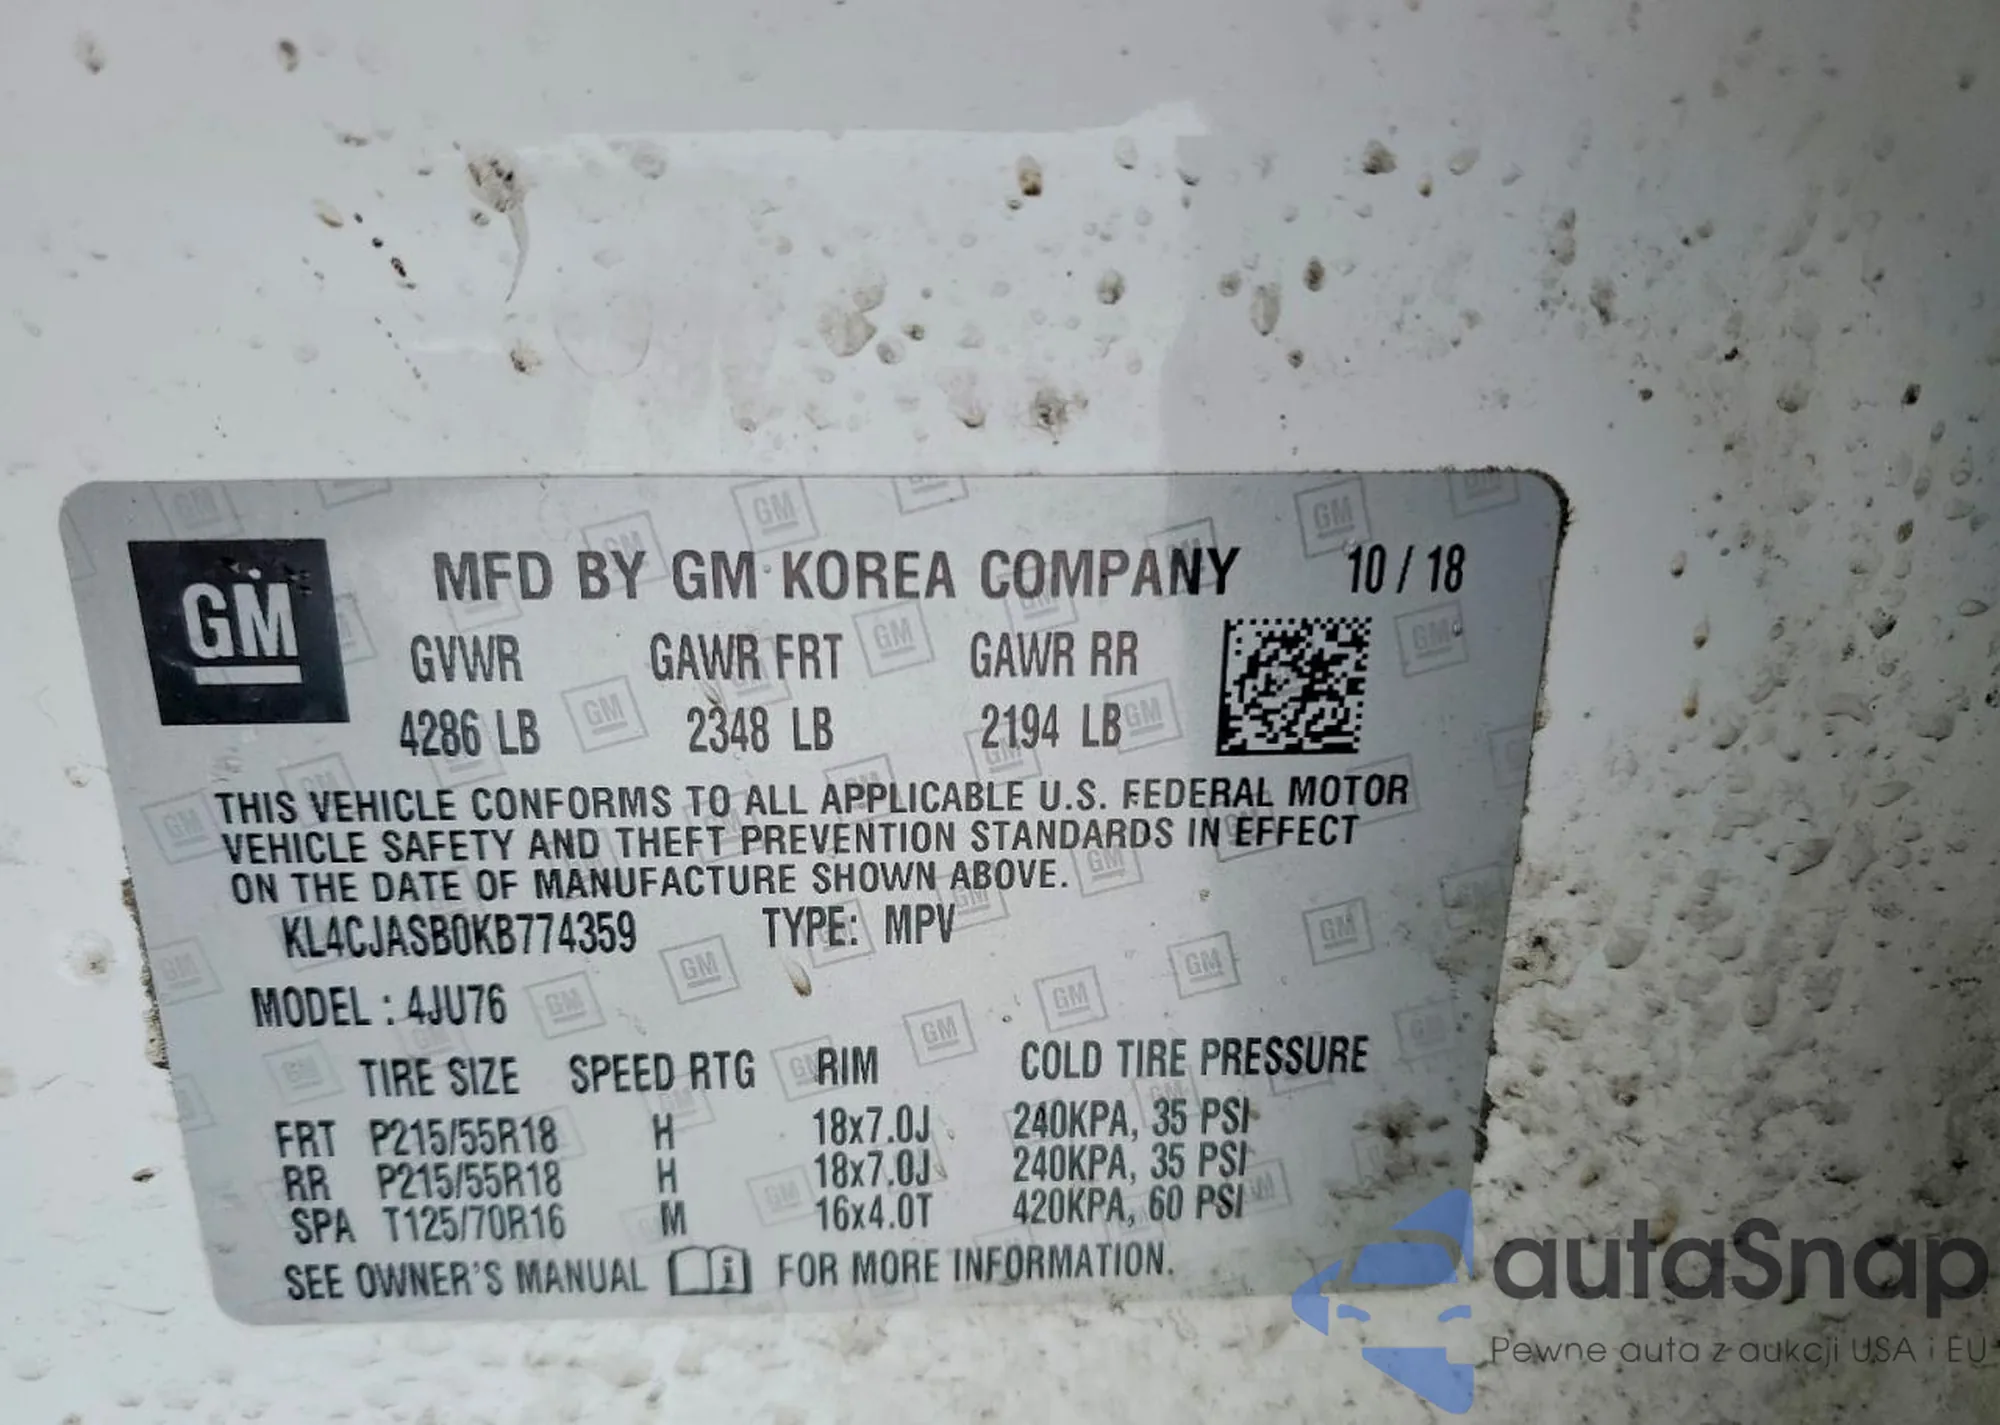 GM
MFD BY GM KOREA COMPANY 10 / 18
GVWR GAWR FRT GAWR RR
4286 LB 2348 LB 2194 LB
THIS VEHICLE CONFORMS TO ALL APPLICABLE U.S. FEDERAL MOTOR
VEHICLE SAFETY AND THEFT PREVENTION STANDARDS IN EFFECT
ON THE DATE OF MANUFACTURE SHOWN ABOVE.
KL4CJASB0KB774359 TYPE: MPV
MODEL : 4JU76
TIRE SIZE SPEED RTG RIM COLD TIRE PRESSURE
FRT P215/55R18 H 18x7.0J 240KPA, 35 PSI
RR P215/55R18 H 18x7.0J 240KPA, 35 PSI
SPA T125/70R16 M 16x4.0T 420KPA, 60 PSI
SEE OWNER'S MANUAL FOR MORE INFORMATION.
autaSnap
Pewne auta z aukcji USA i EU